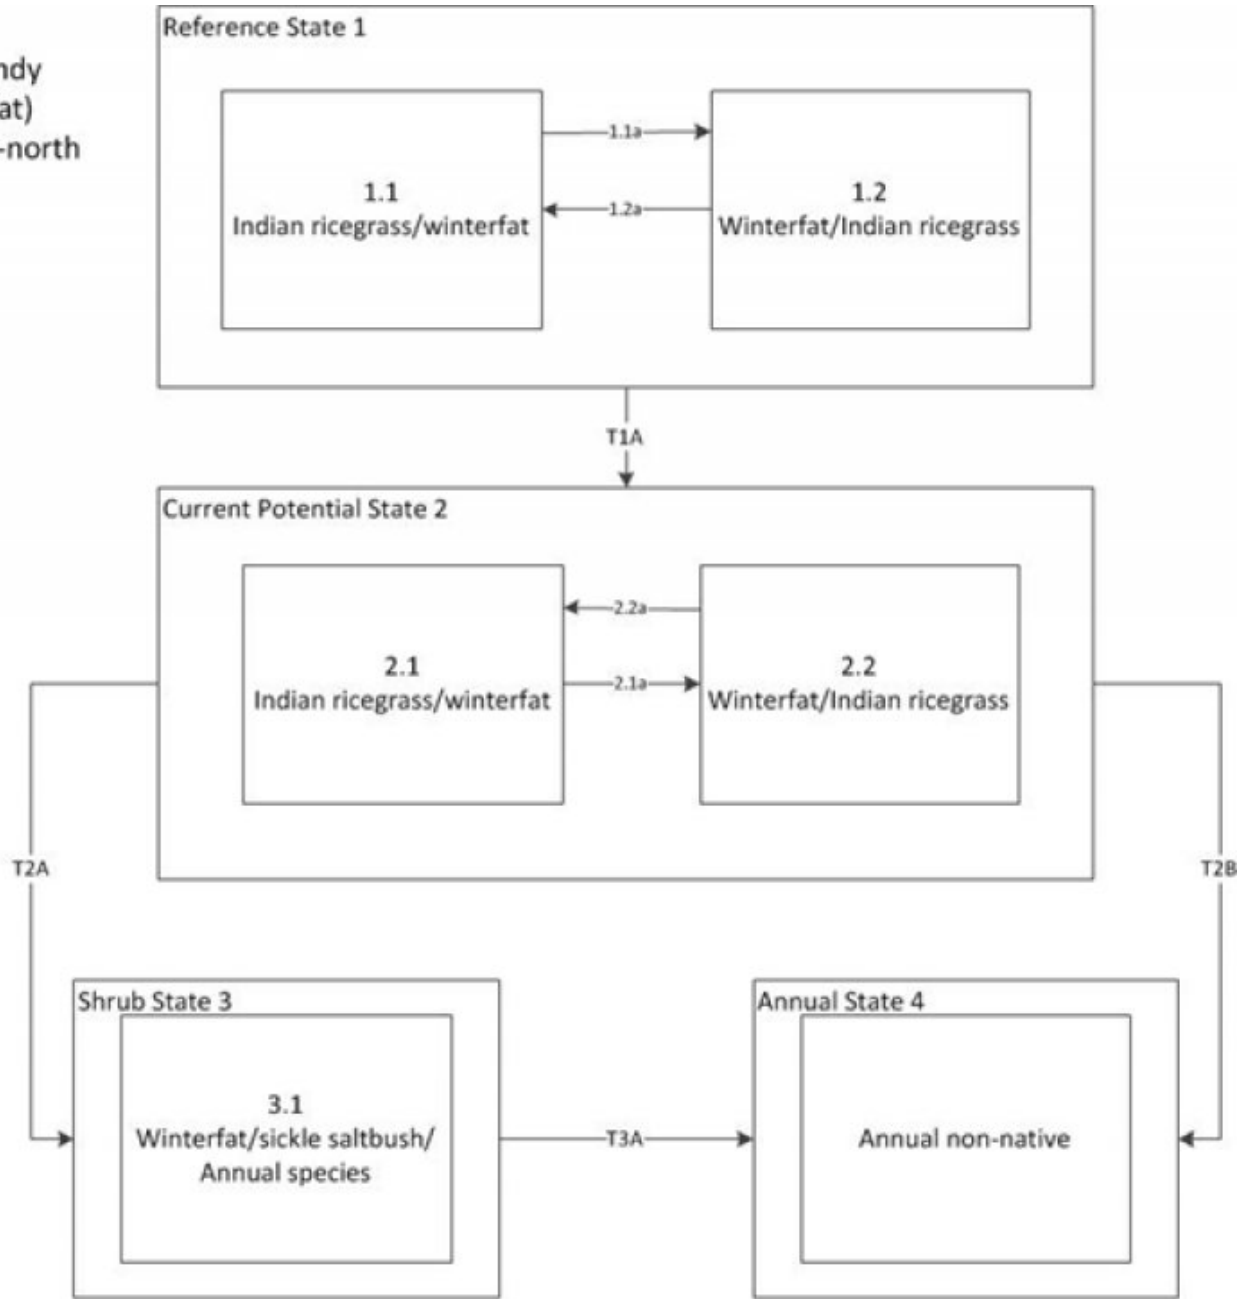 Reference State 1
ndy
at)
-north
1.1
Indian ricegrass/winterfat
1.1a
1.2a
1.2
Winterfat/Indian ricegrass
T1A
Current Potential State 2
2.1
Indian ricegrass/winterfat
2.2a
2.1a
2.2
Winterfat/Indian ricegrass
T2A
T2B
Shrub State 3
3.1
Winterfat/sickle saltbush/
Annual species
T3A
Annual State 4
Annual non-native